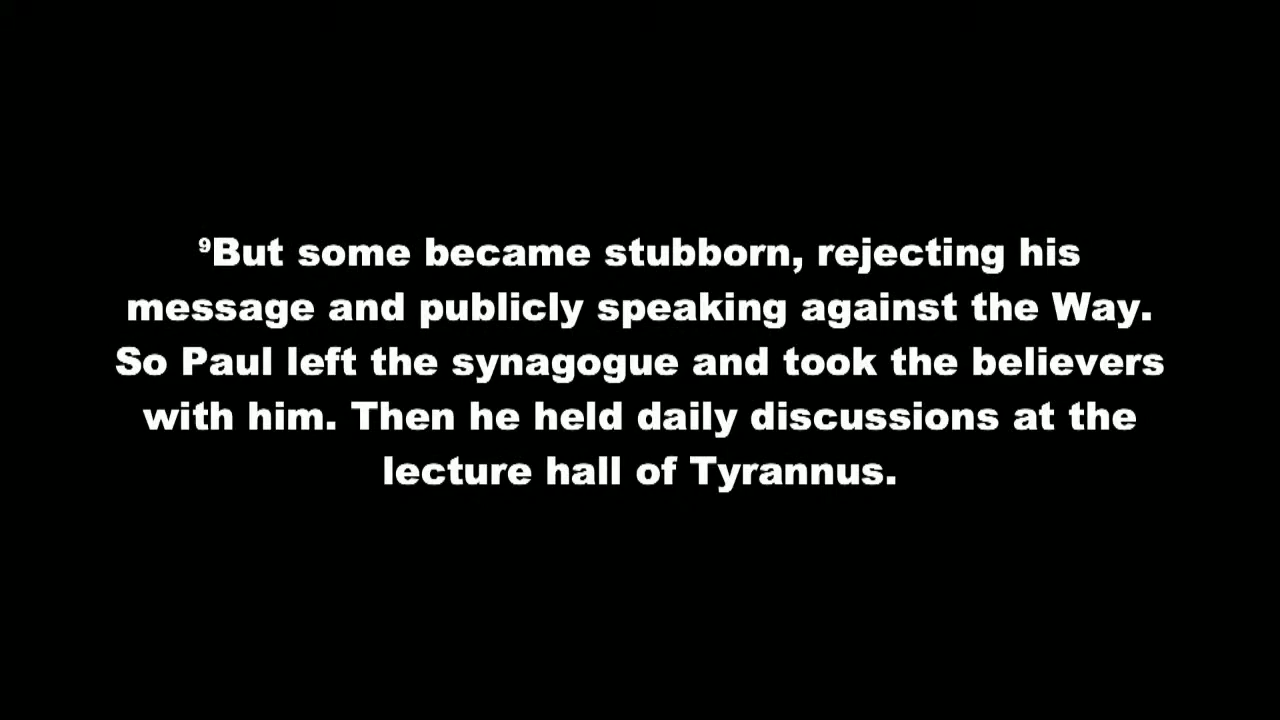 ⁹But some became stubborn, rejecting his
message and publicly speaking against the Way.
So Paul left the synagogue and took the believers
with him. Then he held daily discussions at the
lecture hall of Tyrannus.